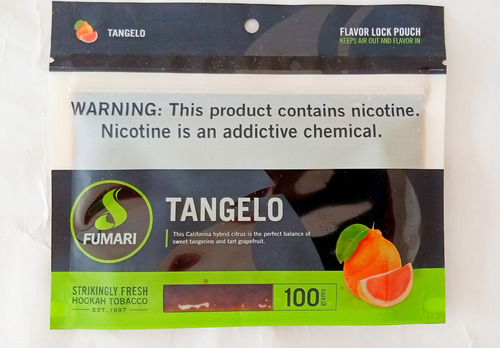 TANGELO
FLAVOR LOCK POUCH
KEEPS AIR OUT AND FLAVOR IN
WARNING: This product contains nicotine.
Nicotine is an addictive chemical.
FUMARI
TANGELO
This California hybrid citrus is the perfect balance of
sweet tangerine and tart grapefruit.
STRIKINGLY FRESH
HOOKAH TOBACCO
EST. 1997
100 grams